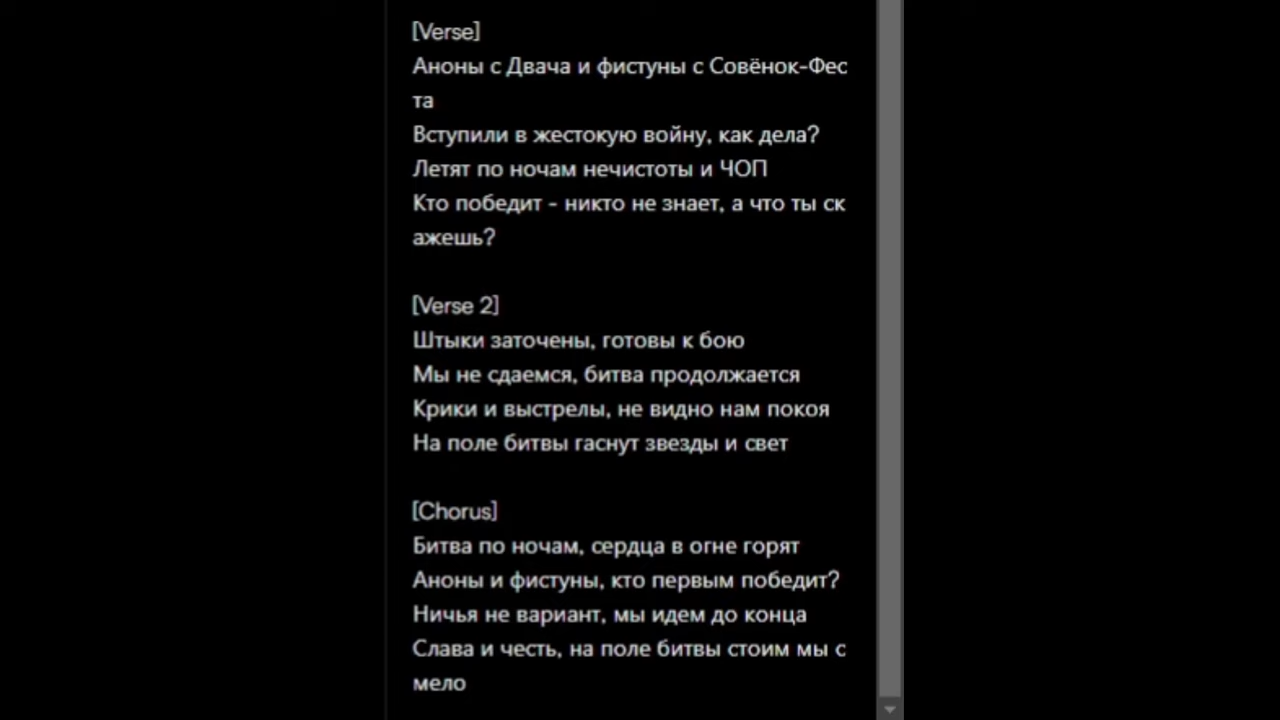 [Verse]
Аноны с Двача и фистуны с Совёнок-Фес
та
Вступили в жестокую войну, как дела?
Летят по ночам нечистоты и ЧОП
Кто победит - никто не знает, а что ты ск
ажешь?
[Verse 2]
Штыки заточены, готовы к бою
Мы не сдаемся, битва продолжается
Крики и выстрелы, не видно нам покоя
На поле битвы гаснут звезды и свет
[Chorus]
Битва по ночам, сердца в огне горят
Аноны и фистуны, кто первым победит?
Ничья не вариант, мы идем до конца
Слава и честь, на поле битвы стоим мы с
мело